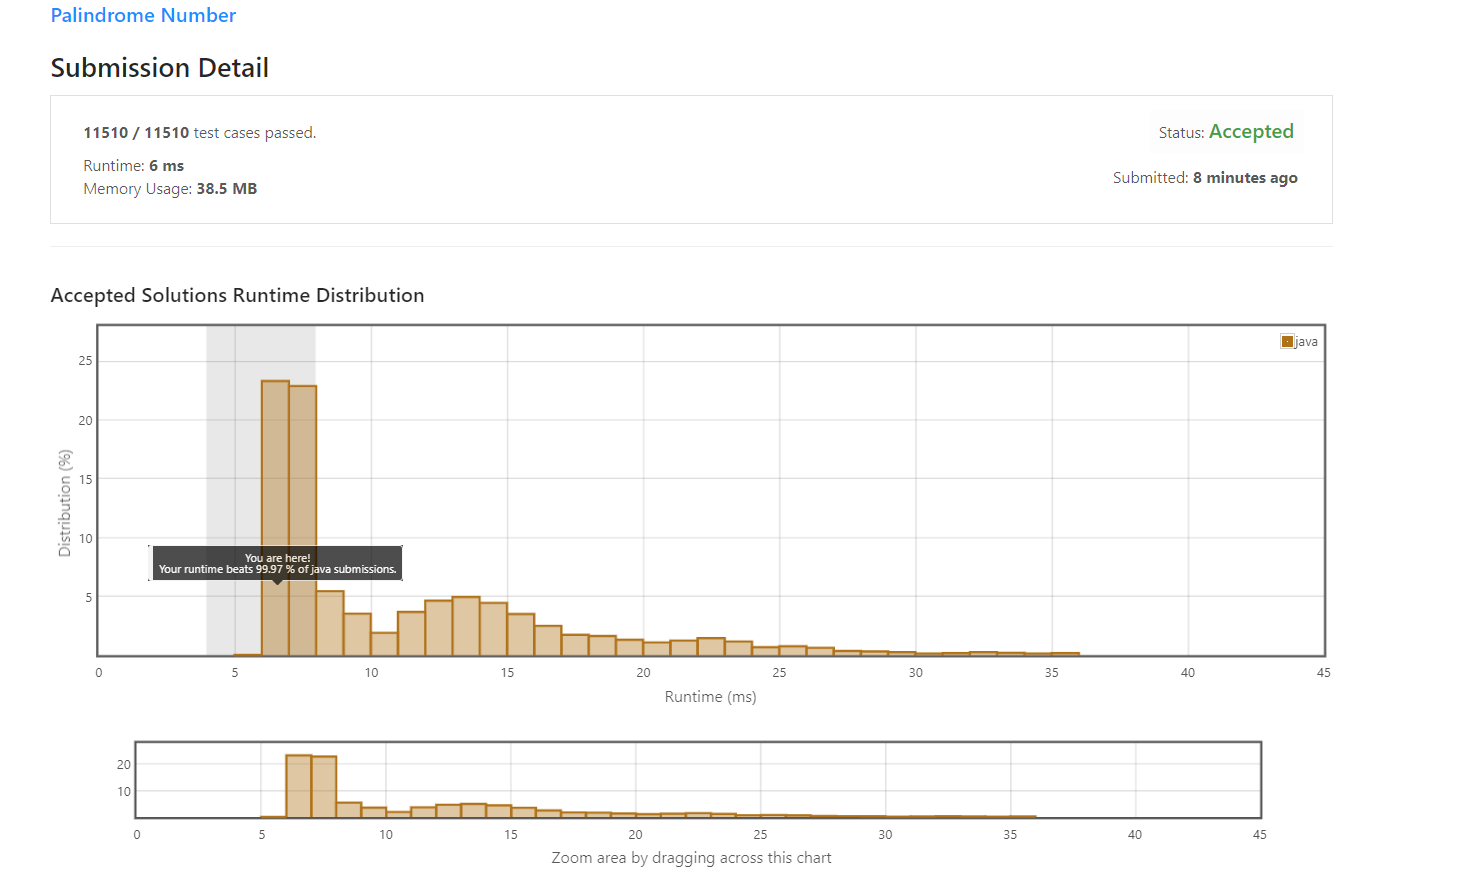 Palindrome Number
Submission Detail
11510 / 11510 test cases passed.
Status: Accepted
Runtime: 6 ms
Memory Usage: 38.5 MB
Submitted: 8 minutes ago
Accepted Solutions Runtime Distribution
java
25
20
15
10
5
Distribution (%)
You are here!
Your runtime beats 99.97 % of java submissions.
0 5 10 15 20 25 30 35 40 45
Runtime (ms)
20
10
0 5 10 15 20 25 30 35 40 45
Zoom area by dragging across this chart